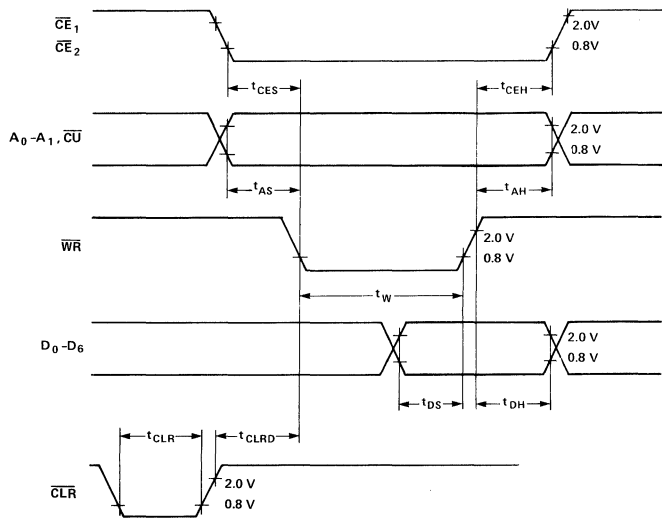 CE1
CE2
2.0V
0.8V
tCES
tCEH
A0-A1, CU
2.0 V
0.8 V
tAS
tAH
WR
2.0 V
0.8 V
tW
D0-D6
2.0 V
0.8 V
tDS
tDH
tCLR
tCLRD
CLR
2.0 V
0.8 V